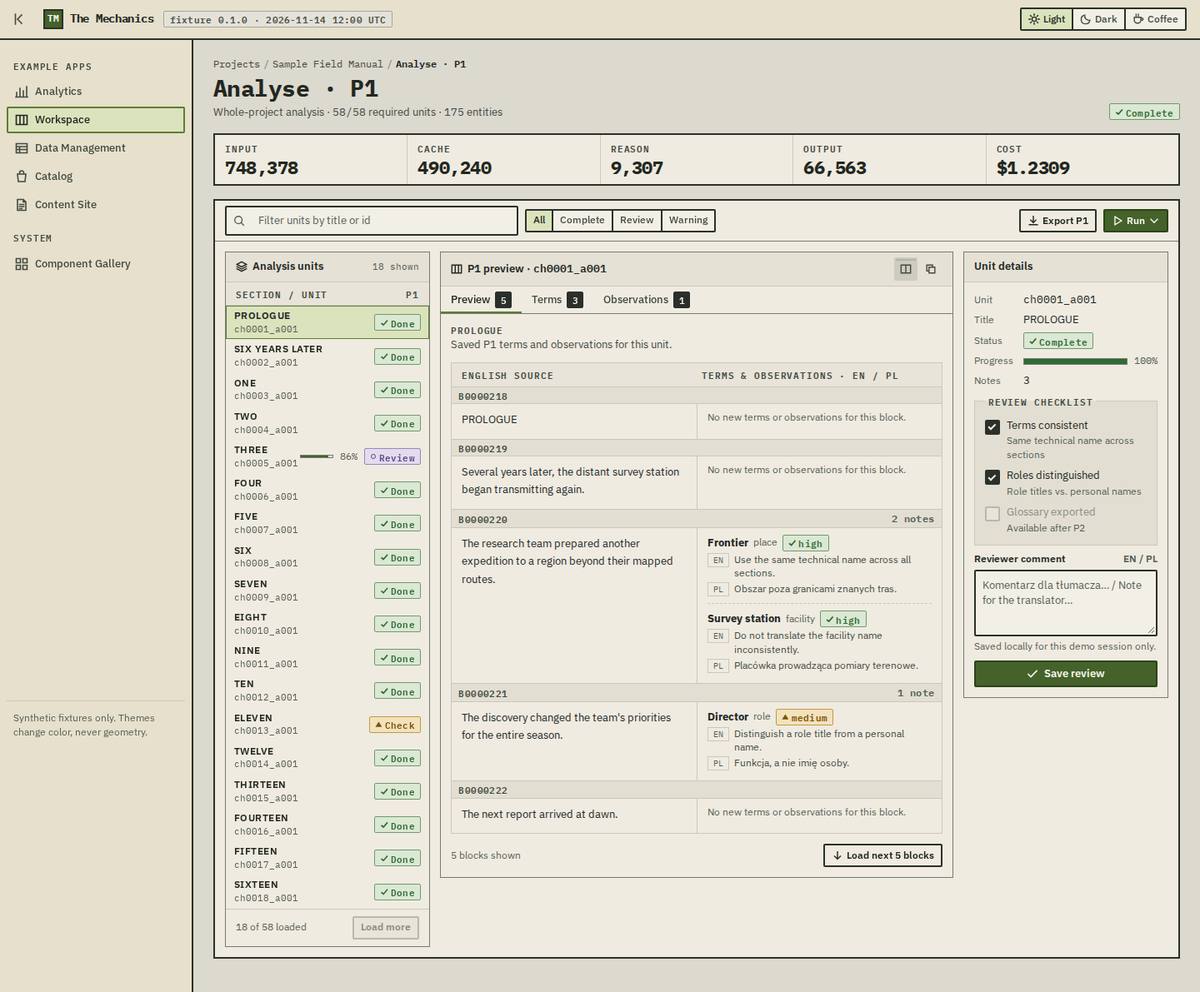 TM The Mechanics fixture 0.1.0 · 2026-11-14 12:00 UTC Light Dark Coffee
EXAMPLE APPS
Analytics
Workspace
Data Management
Catalog
Content Site
SYSTEM
Component Gallery
Synthetic fixtures only. Themes
change color, never geometry.
Projects / Sample Field Manual / Analyse · P1
Analyse · P1
Whole-project analysis · 58/58 required units · 175 entities
Complete
INPUT
748,378
CACHE
490,240
REASON
9,307
OUTPUT
66,563
COST
$1.2309
Filter units by title or id
All Complete Review Warning
Export P1 Run
Analysis units 18 shown
SECTION / UNIT P1
PROLOGUE
ch0001_a001 Done
SIX YEARS LATER
ch0002_a001 Done
ONE
ch0003_a001 Done
TWO
ch0004_a001 Done
THREE
ch0005_a001 86% Review
FOUR
ch0006_a001 Done
FIVE
ch0007_a001 Done
SIX
ch0008_a001 Done
SEVEN
ch0009_a001 Done
EIGHT
ch0010_a001 Done
NINE
ch0011_a001 Done
TEN
ch0012_a001 Done
ELEVEN
ch0013_a001 Check
TWELVE
ch0014_a001 Done
THIRTEEN
ch0015_a001 Done
FOURTEEN
ch0016_a001 Done
FIFTEEN
ch0017_a001 Done
SIXTEEN
ch0018_a001 Done
18 of 58 loaded Load more
P1 preview · ch0001_a001
Preview 5 Terms 3 Observations 1
PROLOGUE
Saved P1 terms and observations for this unit.
ENGLISH SOURCE TERMS & OBSERVATIONS · EN / PL
B0000218
PROLOGUE No new terms or observations for this block.
B0000219
Several years later, the distant survey station
began transmitting again.
No new terms or observations for this block.
B0000220 2 notes
The research team prepared another
expedition to a region beyond their mapped
routes.
Frontier place high
EN Use the same technical name across all
sections.
PL Obszar poza granicami znanych tras.
Survey station facility high
EN Do not translate the facility name
inconsistently.
PL Placówka prowadząca pomiary terenowe.
B0000221 1 note
The discovery changed the team's priorities
for the entire season.
Director role medium
EN Distinguish a role title from a personal
name.
PL Funkcja, a nie imię osoby.
B0000222
The next report arrived at dawn. No new terms or observations for this block.
5 blocks shown Load next 5 blocks
Unit details
Unit ch0001_a001
Title PROLOGUE
Status Complete
Progress 100%
Notes 3
REVIEW CHECKLIST
Terms consistent
Same technical name across
sections
Roles distinguished
Role titles vs. personal names
Glossary exported
Available after P2
Reviewer comment EN / PL
Komentarz dla tłumacza… / Note
for the translator…
Saved locally for this demo session only.
Save review